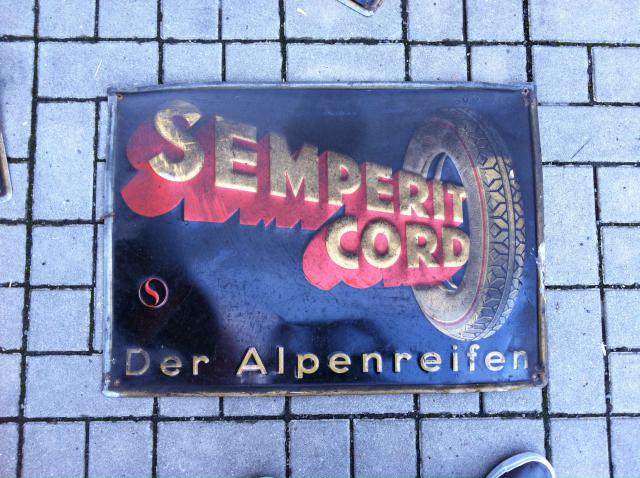 SEMPERIT
CORD
S
Der Alpenreifen